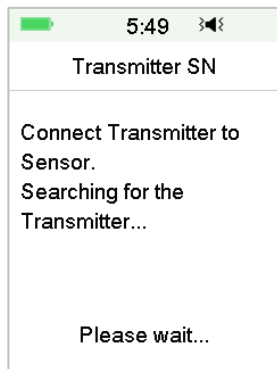 5:49
Transmitter SN
Connect Transmitter to
Sensor.
Searching for the
Transmitter...
Please wait...